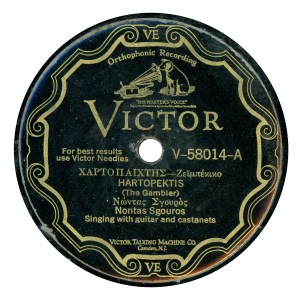 VE
Orthophonic Recording
"HIS MASTER'S VOICE"
VICTOR
For best results
use Victor Needles
V-58014-A
ΧΑΡΤΟΠΑΙΧΤΗΣ—Ζεϊμπέκικο
HARTOPEKTIS
(The Gambler)
Νώντας Σγουρός
Nontas Sgouros
Singing with guitar and castanets
VICTOR TALKING MACHINE CO.
Camden, N.J.
VE